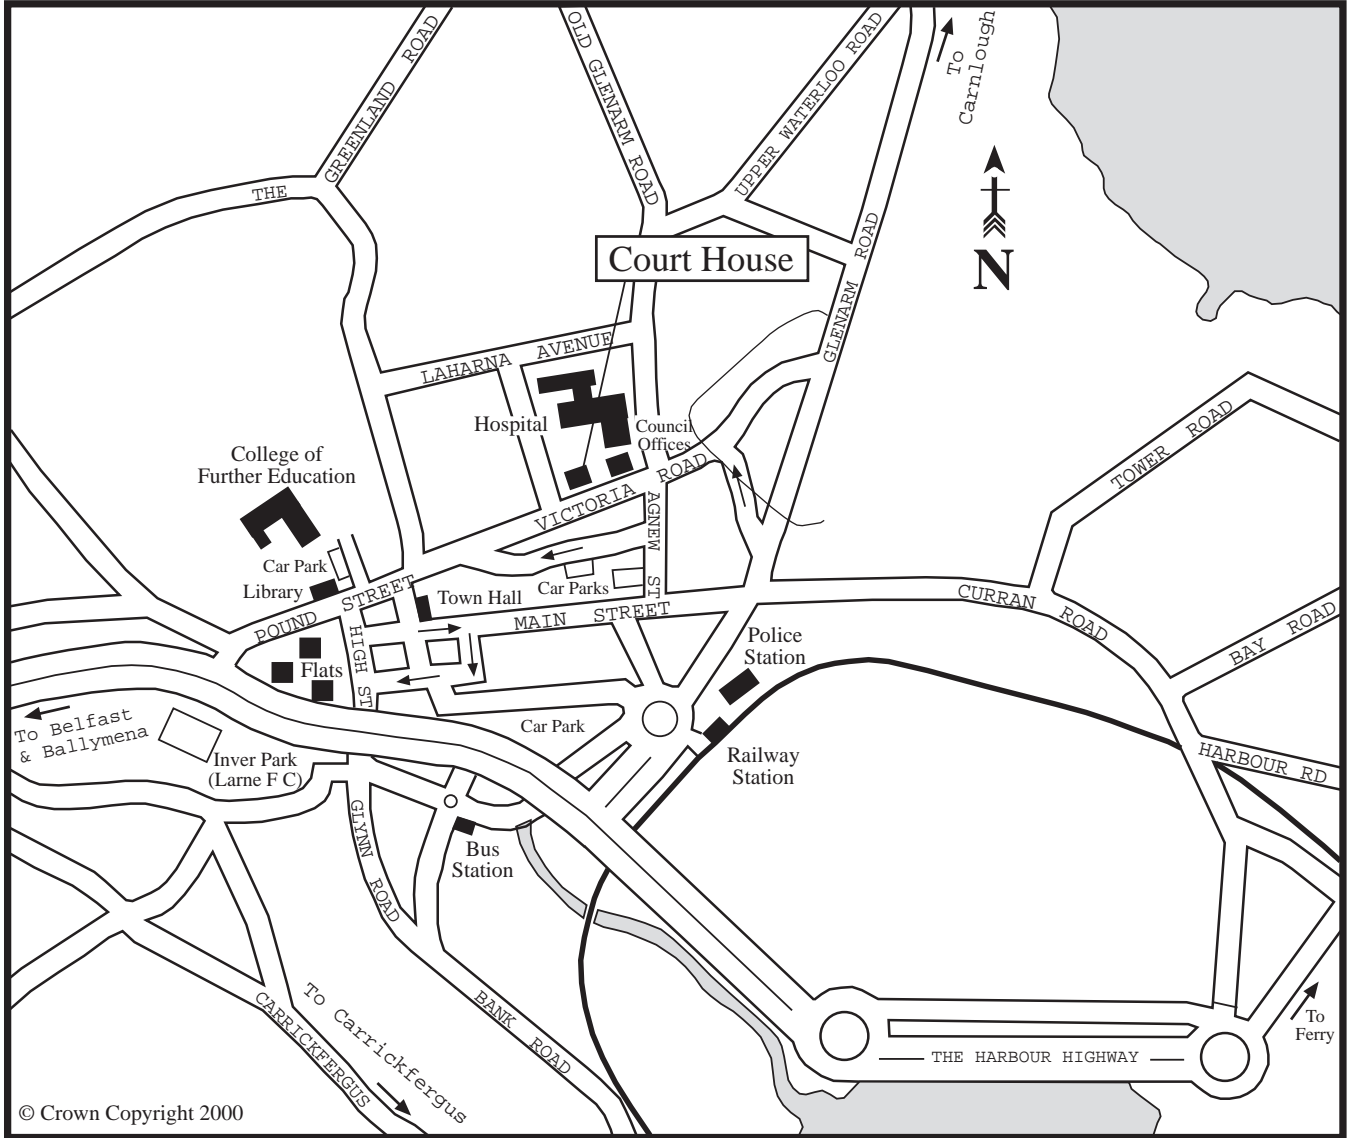 THE
GREENLAND ROAD
OLD GLENARM ROAD
UPPER WATERLOO ROAD
To
Carnlough
N
Court House
GLENARM ROAD
LAHARNA AVENUE
Hospital
Council
Offices
College of
Further Education
VICTORIA ROAD
AGNEW ST
TOWER ROAD
Car Park
Library
Car Parks
Town Hall
POUND STREET
MAIN STREET
CURRAN ROAD
BAY ROAD
HIGH ST
Flats
Police
Station
To Belfast
& Ballymena
Car Park
Inver Park
(Larne F C)
Railway
Station
HARBOUR RD
GLYNN ROAD
Bus
Station
BANK ROAD
To Carrickfergus
CARRICKFERGUS
To
Ferry
THE HARBOUR HIGHWAY
© Crown Copyright 2000